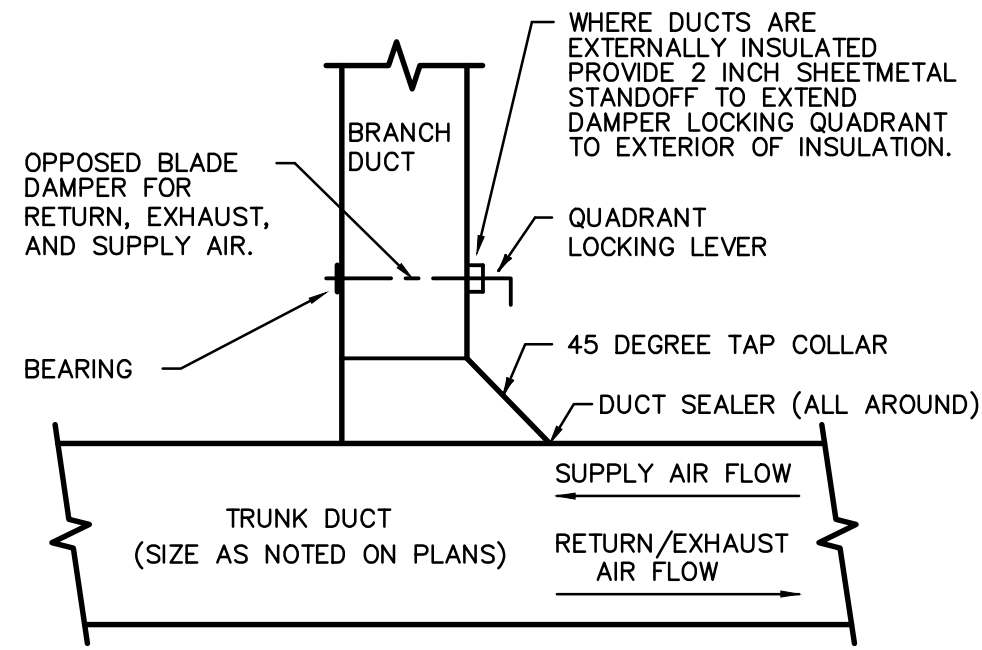 WHERE DUCTS ARE
EXTERNALLY INSULATED
PROVIDE 2 INCH SHEETMETAL
STANDOFF TO EXTEND
DAMPER LOCKING QUADRANT
TO EXTERIOR OF INSULATION.
BRANCH
DUCT
OPPOSED BLADE
DAMPER FOR
RETURN, EXHAUST,
AND SUPPLY AIR.
QUADRANT
LOCKING LEVER
BEARING
45 DEGREE TAP COLLAR
DUCT SEALER (ALL AROUND)
SUPPLY AIR FLOW
TRUNK DUCT
(SIZE AS NOTED ON PLANS)
RETURN/EXHAUST
AIR FLOW